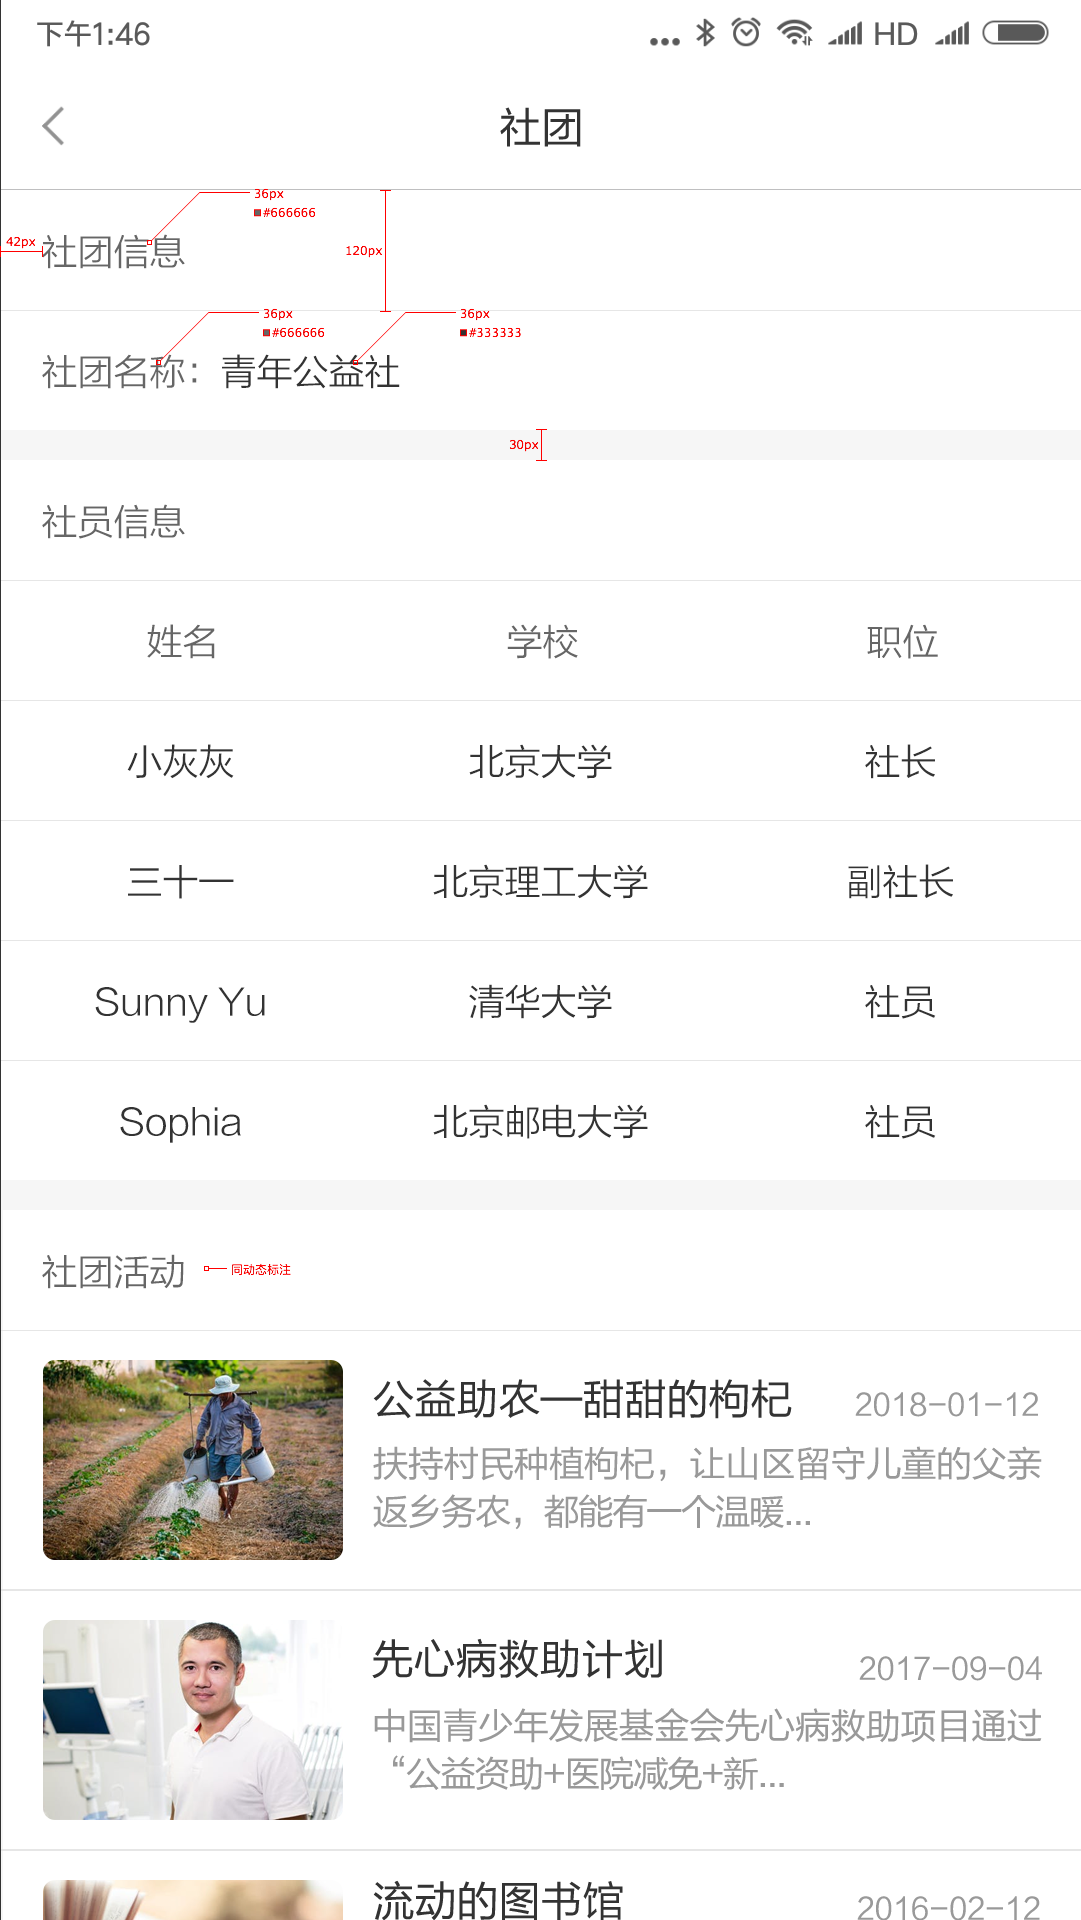 下午1:46 HD
社团
36px
#666666
42px 社团信息 120px
36px 36px
#666666 #333333
社团名称：青年公益社
30px
社员信息
姓名 学校 职位
小灰灰 北京大学 社长
三十一 北京理工大学 副社长
Sunny Yu 清华大学 社员
Sophia 北京邮电大学 社员
社团活动 同动态标注
公益助农—甜甜的枸杞 2018-01-12
扶持村民种植枸杞，让山区留守儿童的父亲
返乡务农，都能有一个温暖...
先心病救助计划 2017-09-04
中国青少年发展基金会先心病救助项目通过
“公益资助+医院减免+新...
流动的图书馆 2016-02-12